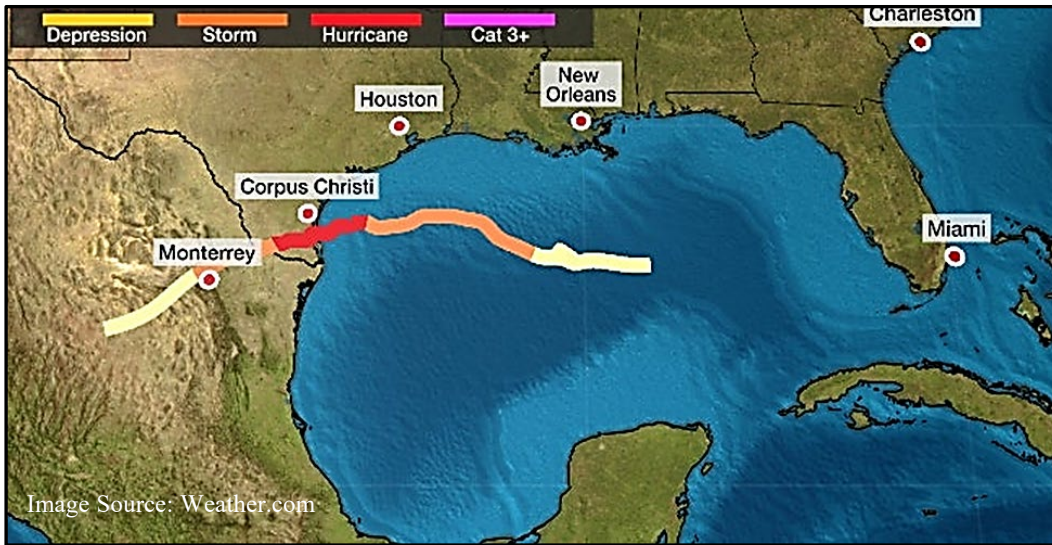 Depression Storm Hurricane Cat 3+
Charleston
New
Orleans
Houston
Corpus Christi
Miami
Monterrey
Image Source: Weather.com